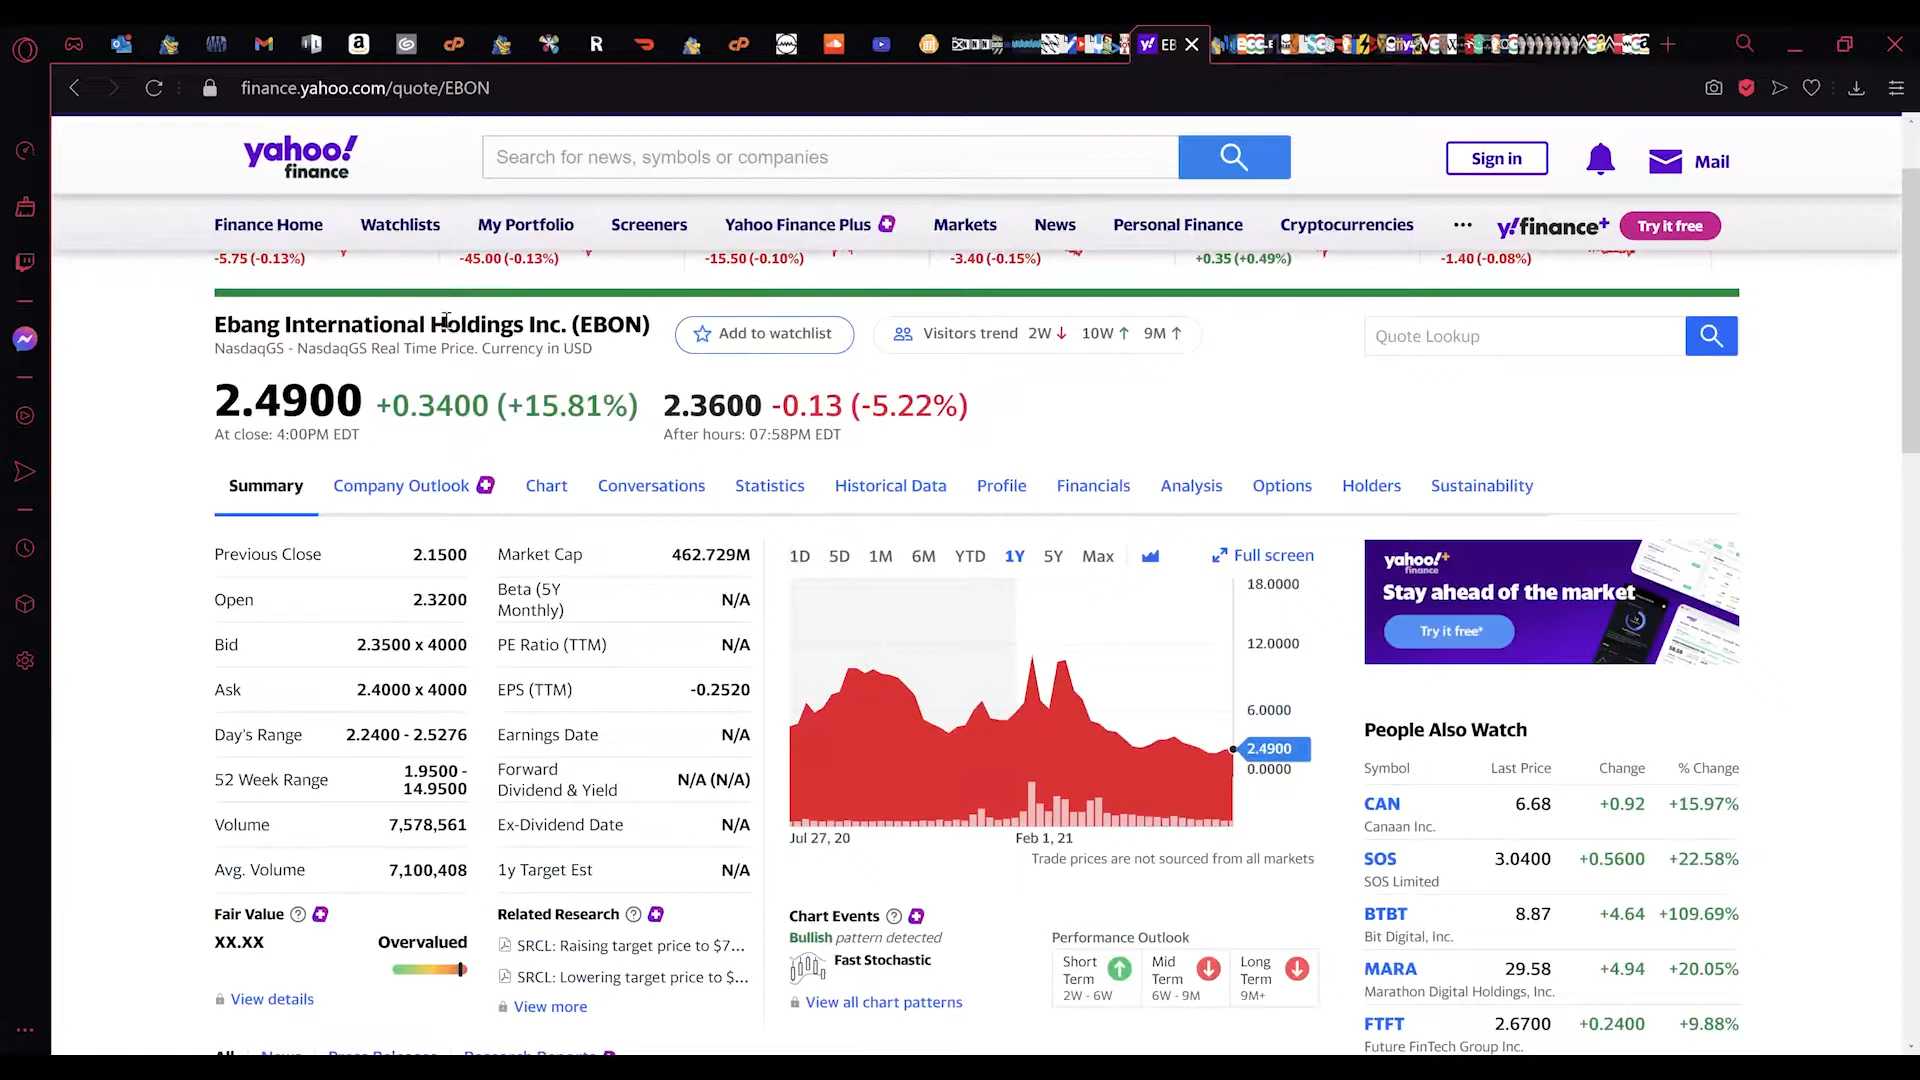 EB
finance.yahoo.com/quote/EBON
yahoo!
finance
Search for news, symbols or companies
Sign in
Mail
Finance Home Watchlists My Portfolio Screeners Yahoo Finance Plus Markets News Personal Finance Cryptocurrencies ... y!finance+ Try it free
-5.75 (-0.13%) -45.00 (-0.13%) -15.50 (-0.10%) -3.40 (-0.15%) +0.35 (+0.49%) -1.40 (-0.08%)
Ebang International Holdings Inc. (EBON)
NasdaqGS - NasdaqGS Real Time Price. Currency in USD
Add to watchlist
Visitors trend 2W ↓ 10W ↑ 9M ↑
Quote Lookup
2.4900 +0.3400 (+15.81%) 2.3600 -0.13 (-5.22%)
At close: 4:00PM EDT After hours: 07:58PM EDT
Summary Company Outlook Chart Conversations Statistics Historical Data Profile Financials Analysis Options Holders Sustainability
Previous Close 2.1500
Open 2.3200
Bid 2.3500 x 4000
Ask 2.4000 x 4000
Day's Range 2.2400 - 2.5276
52 Week Range 1.9500 -
14.9500
Volume 7,578,561
Avg. Volume 7,100,408
Market Cap 462.729M
Beta (5Y
Monthly) N/A
PE Ratio (TTM) N/A
EPS (TTM) -0.2520
Earnings Date N/A
Forward
Dividend & Yield N/A (N/A)
Ex-Dividend Date N/A
1y Target Est N/A
1D 5D 1M 6M YTD 1Y 5Y Max Full screen
18.0000
12.0000
6.0000
2.4900
0.0000
Jul 27, 20 Feb 1, 21
Trade prices are not sourced from all markets
Fair Value
XX.XX Overvalued
View details
Related Research
SRCL: Raising target price to $7...
SRCL: Lowering target price to $...
View more
Chart Events
Bullish pattern detected
Fast Stochastic
View all chart patterns
Performance Outlook
Short
Term
2W - 6W
Mid
Term
6W - 9M
Long
Term
9M+
yahoo!+
finance
Stay ahead of the market
Try it free*
People Also Watch
Symbol Last Price Change % Change
CAN 6.68 +0.92 +15.97%
Canaan Inc.
SOS 3.0400 +0.5600 +22.58%
SOS Limited
BTBT 8.87 +4.64 +109.69%
Bit Digital, Inc.
MARA 29.58 +4.94 +20.05%
Marathon Digital Holdings, Inc.
FTFT 2.6700 +0.2400 +9.88%
Future FinTech Group Inc.
All News Press Releases Research Reports